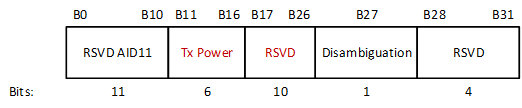 B0 B10 B11 B16 B17 B26 B27 B28 B31
RSVD AID11 Tx Power RSVD Disambiguation RSVD
Bits: 11 6 10 1 4